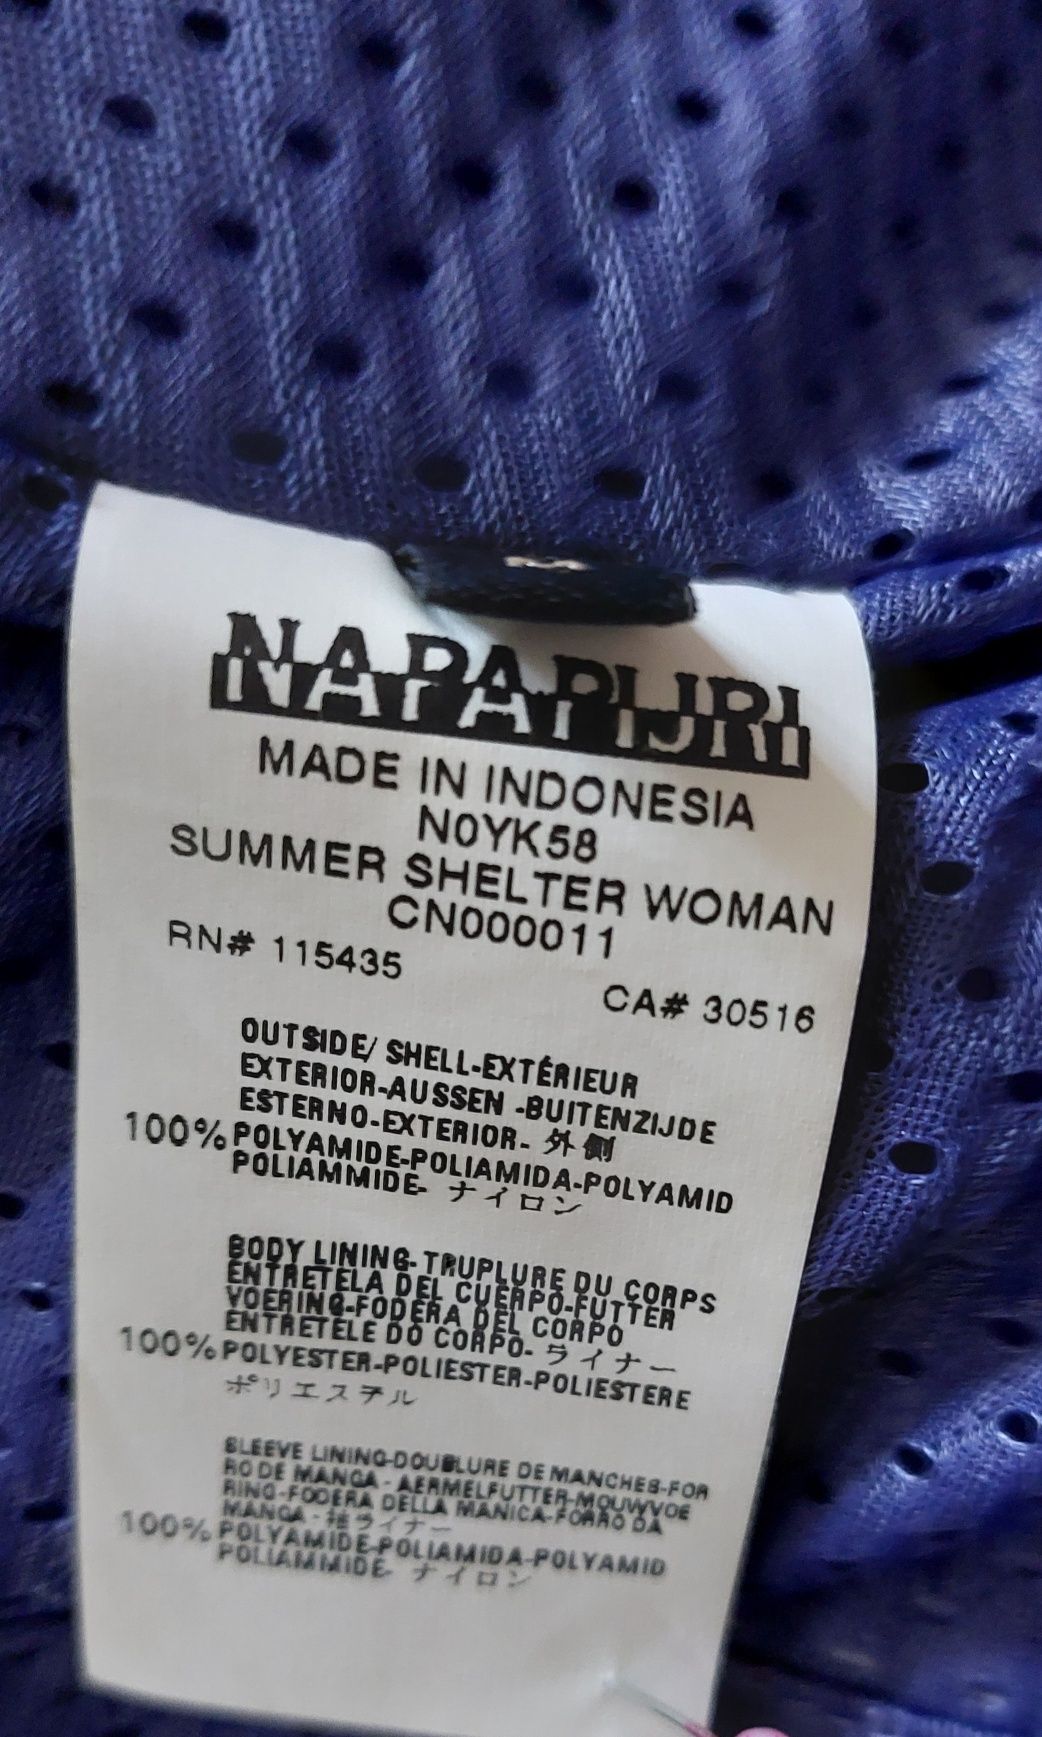 NAPAPIJRI
MADE IN INDONESIA
N0YK58
SUMMER SHELTER WOMAN
CN000011
RN# 115435
CA# 30516
OUTSIDE/ SHELL-EXTÉRIEUR
EXTERIOR-AUSSEN -BUITENZIJDE
ESTERNO-EXTERIOR- 外側
100% POLYAMIDE-POLIAMIDA-POLYAMID
POLIAMMIDE- ナイロン
BODY LINING-TRUPLURE DU CORPS
ENTRETELA DEL CUERPO-FUTTER
VOERING-FODERA DEL CORPO
ENTRETELE DO CORPO- ライナー
100% POLYESTER-POLIESTER-POLIESTERE
ポリエステル
SLEEVE LINING-DOUBLURE DE MANCHES-FOR
RO DE MANGA - AERMELFUTTER-MOUWVOE
RING-FODERA DELLA MANICA-FORRO DA
MANGA - 袖ライナー
100% POLYAMIDE-POLIAMIDA-POLYAMID
POLIAMMIDE- ナイロン